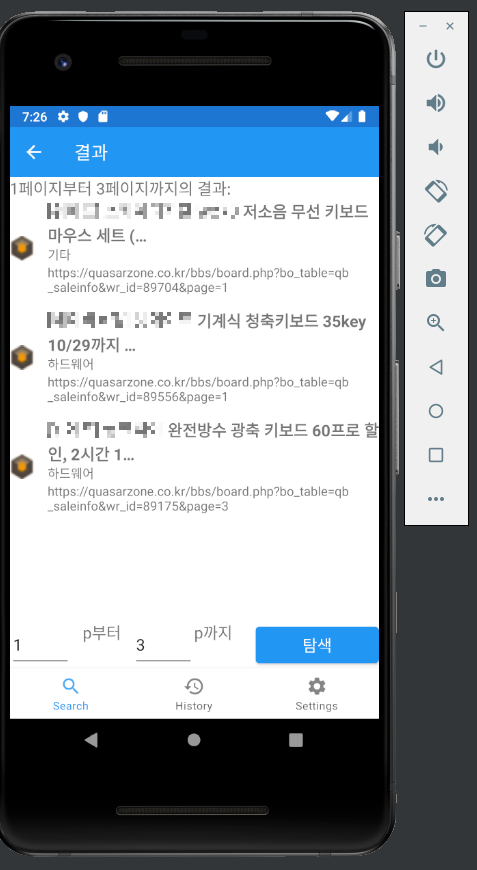 7:26
결과
1페이지부터 3페이지까지의 결과:
저소음 무선 키보드
마우스 세트 (...
기타
https://quasarzone.co.kr/bbs/board.php?bo_table=qb
_saleinfo&wr_id=89704&page=1
기계식 청축키보드 35key
10/29까지 ...
하드웨어
https://quasarzone.co.kr/bbs/board.php?bo_table=qb
_saleinfo&wr_id=89556&page=1
완전방수 광축 키보드 60프로 할
인, 2시간 1...
하드웨어
https://quasarzone.co.kr/bbs/board.php?bo_table=qb
_saleinfo&wr_id=89175&page=3
1 p부터 3 p까지 탐색
Search History Settings